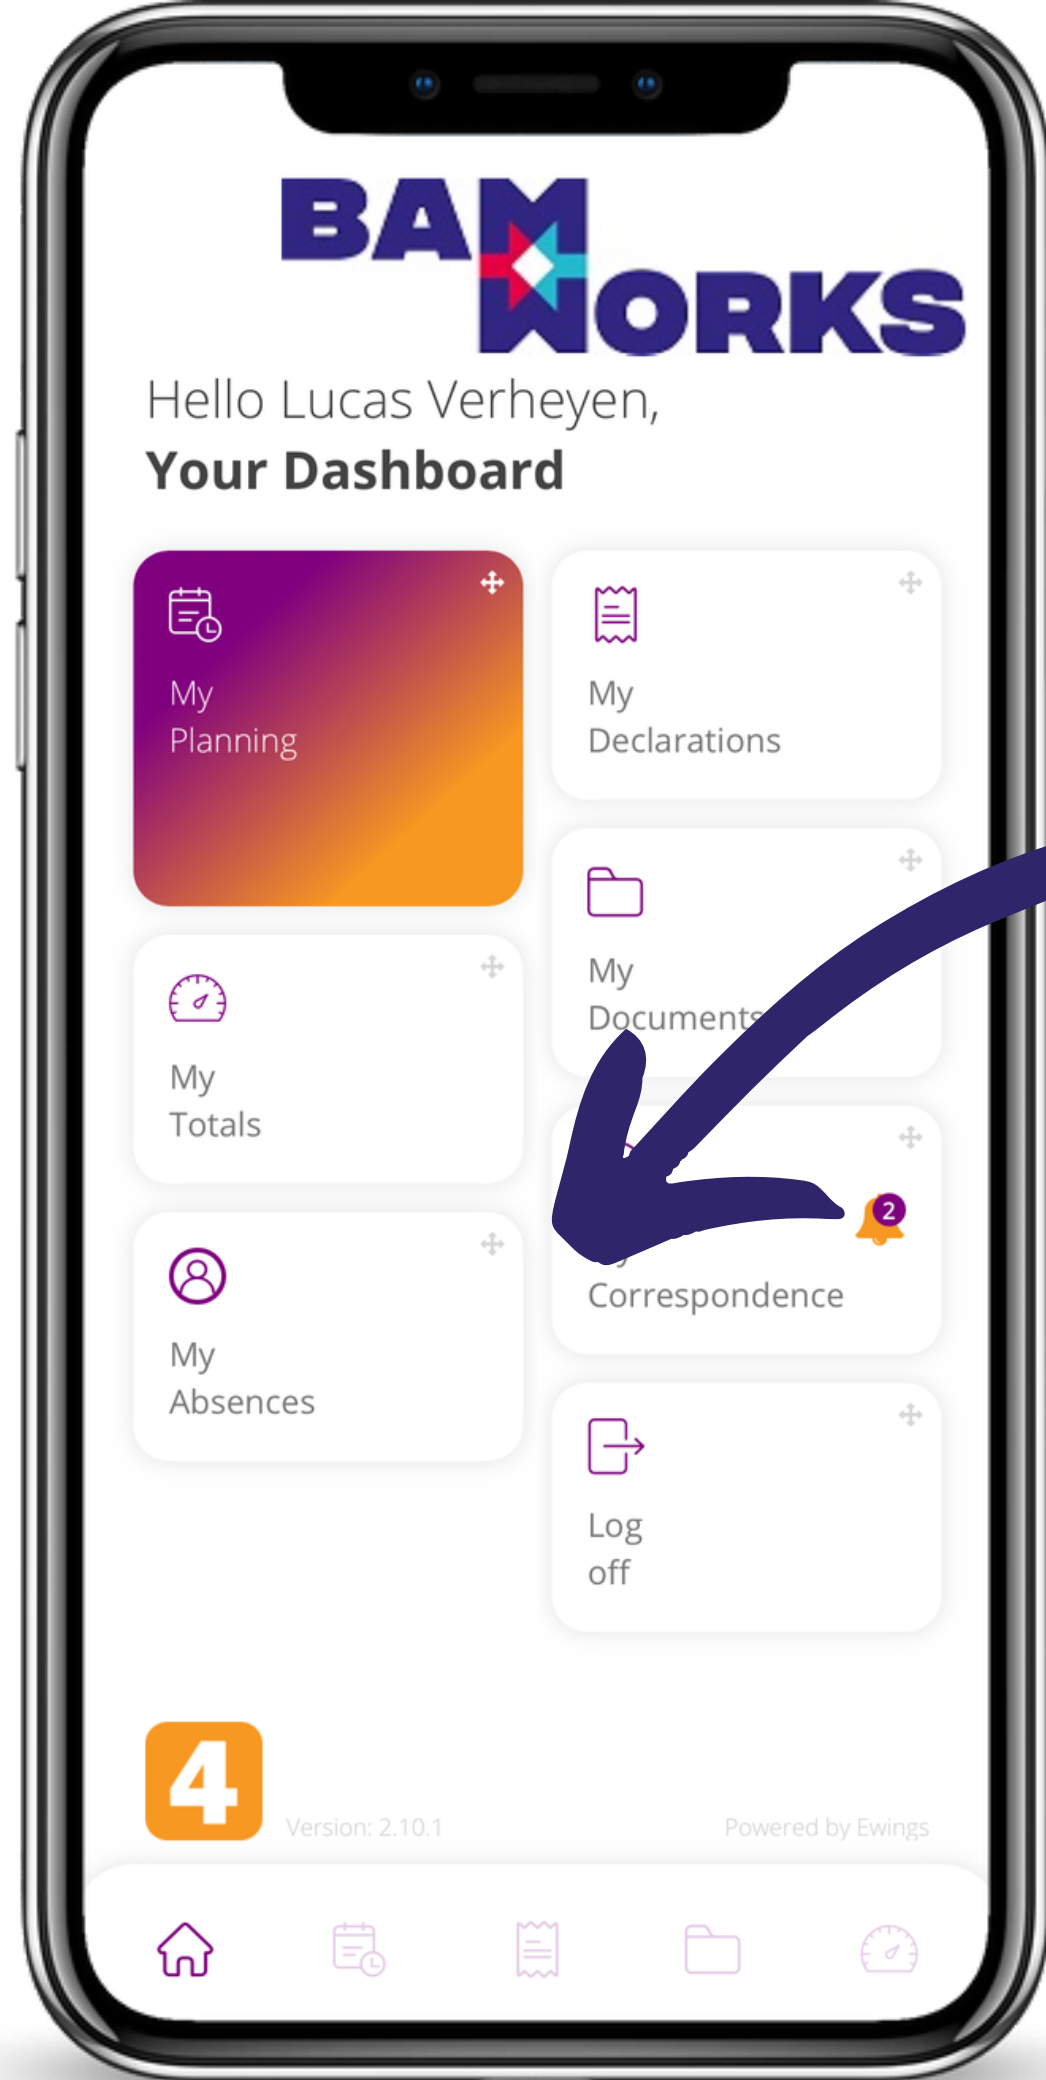 BAM
WORKS
Hello Lucas Verheyen,
Your Dashboard
My
Planning
My
Declarations
My
Documents
My
Totals
2
Correspondence
My
Absences
Log
off
4
Version: 2.10.1
Powered by Ewings